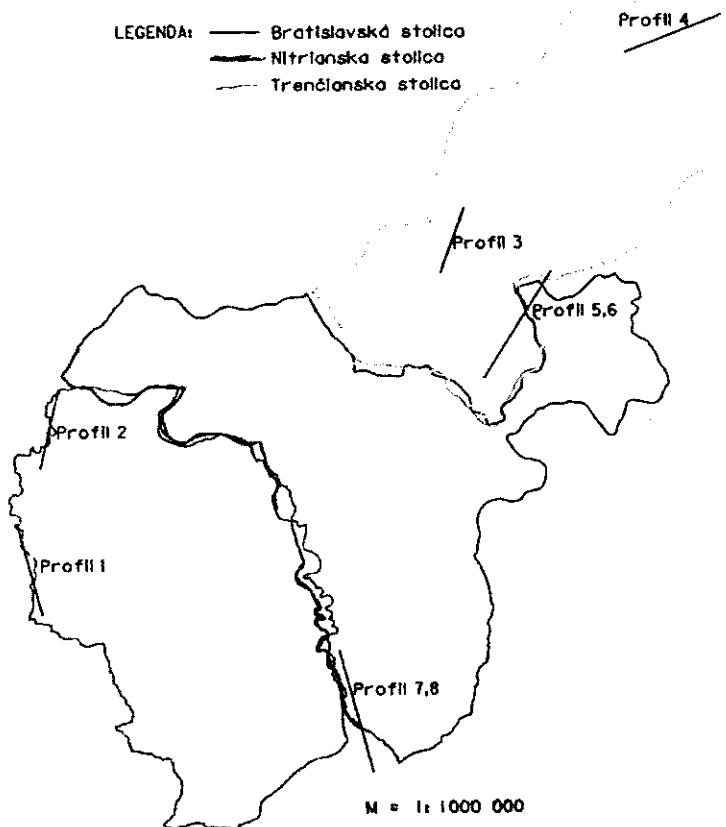 LEGENDA: Bratislavská stolica
Nitrianska stolica
Trenčianska stolica
Profil 4
Profil 3
Profil 5,6
Profil 2
Profil 1
Profil 7,8
M = 1: 1000 000